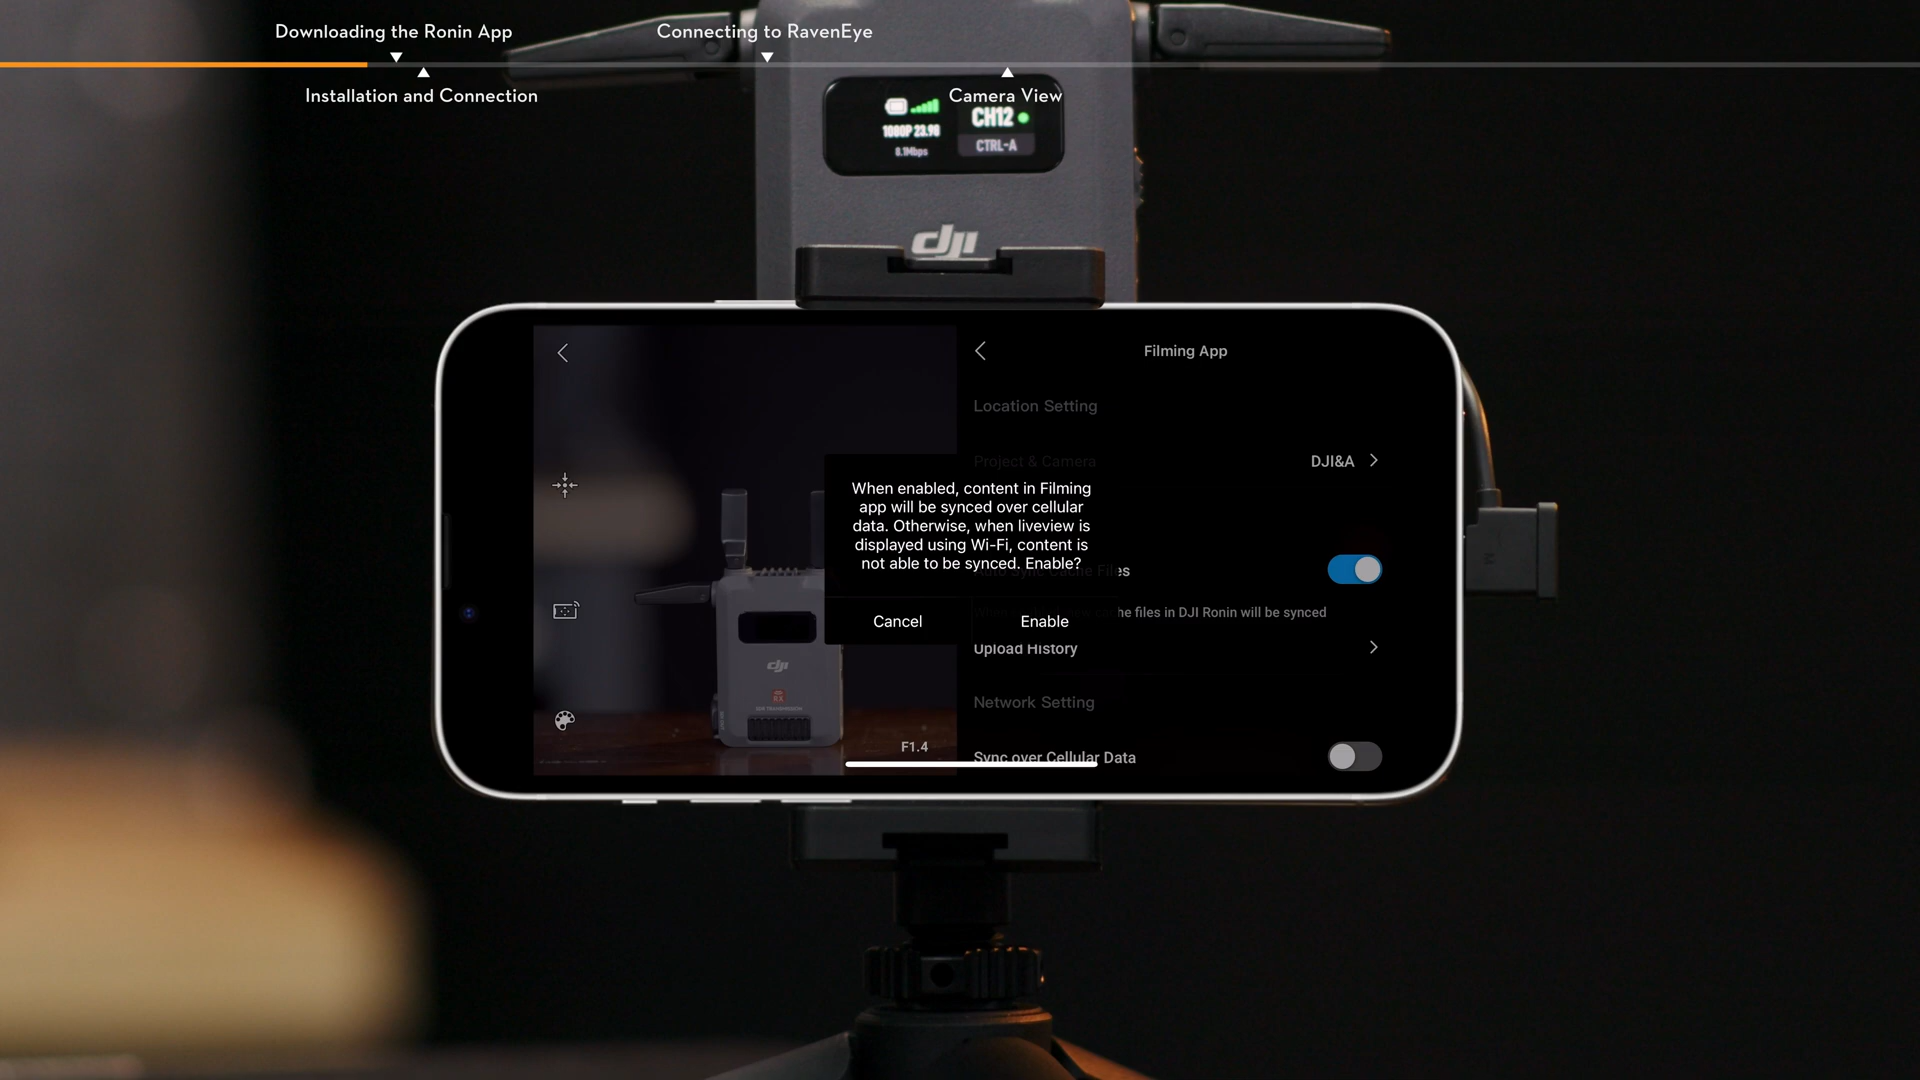 Downloading the Ronin App
Connecting to RavenEye
Installation and Connection
Camera View
1080P 23.98
8.1Mbps
CH12
CTRL-A
dji
Filming App
Location Setting
Project & Camera
DJI&A
When enabled, content in Filming
app will be synced over cellular
data. Otherwise, when liveview is
displayed using Wi-Fi, content is
not able to be synced. Enable?
Files
he files in DJI Ronin will be synced
Cancel
Enable
Upload History
Network Setting
Sync over Cellular Data
dji
F1.4